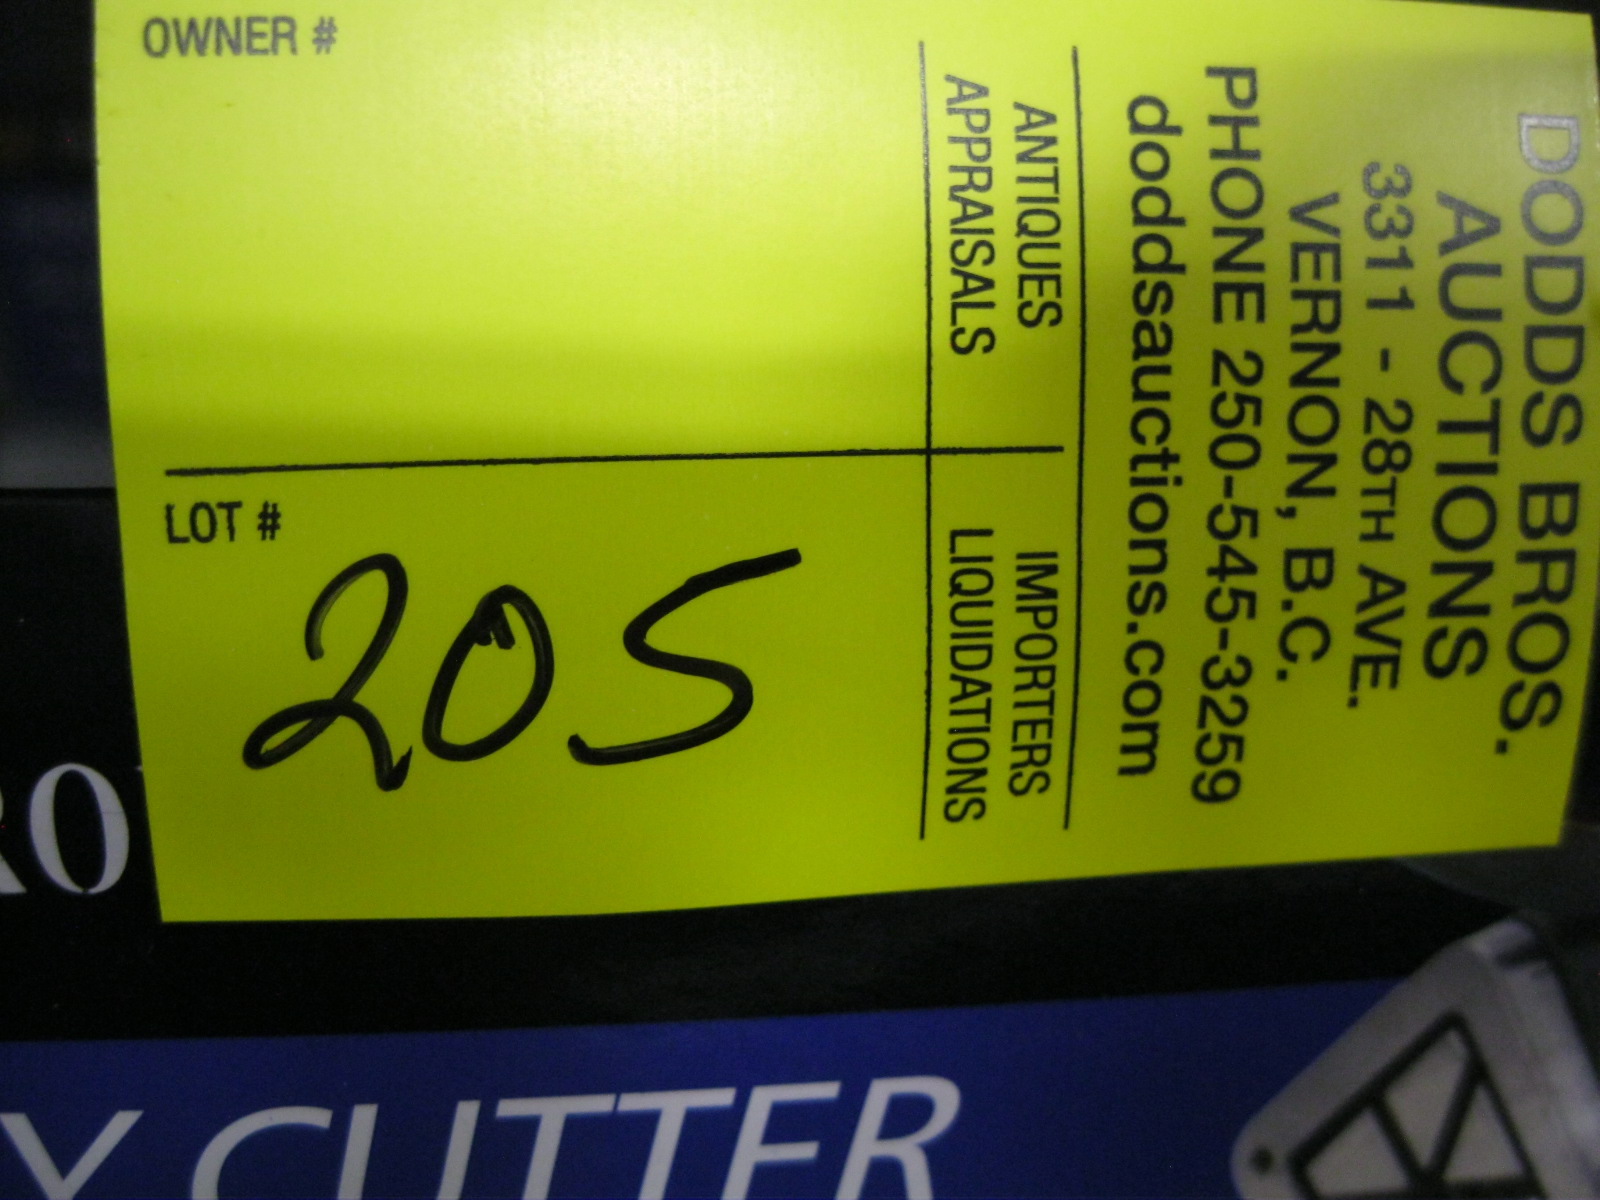 DODDS BROS.
AUCTIONS
3311 - 28TH AVE.
VERNON, B.C.
PHONE 250-545-3259
doddsauctions.com
ANTIQUES
APPRAISALS
IMPORTERS
LIQUIDATIONS
OWNER #
LOT #
205
CUTTER